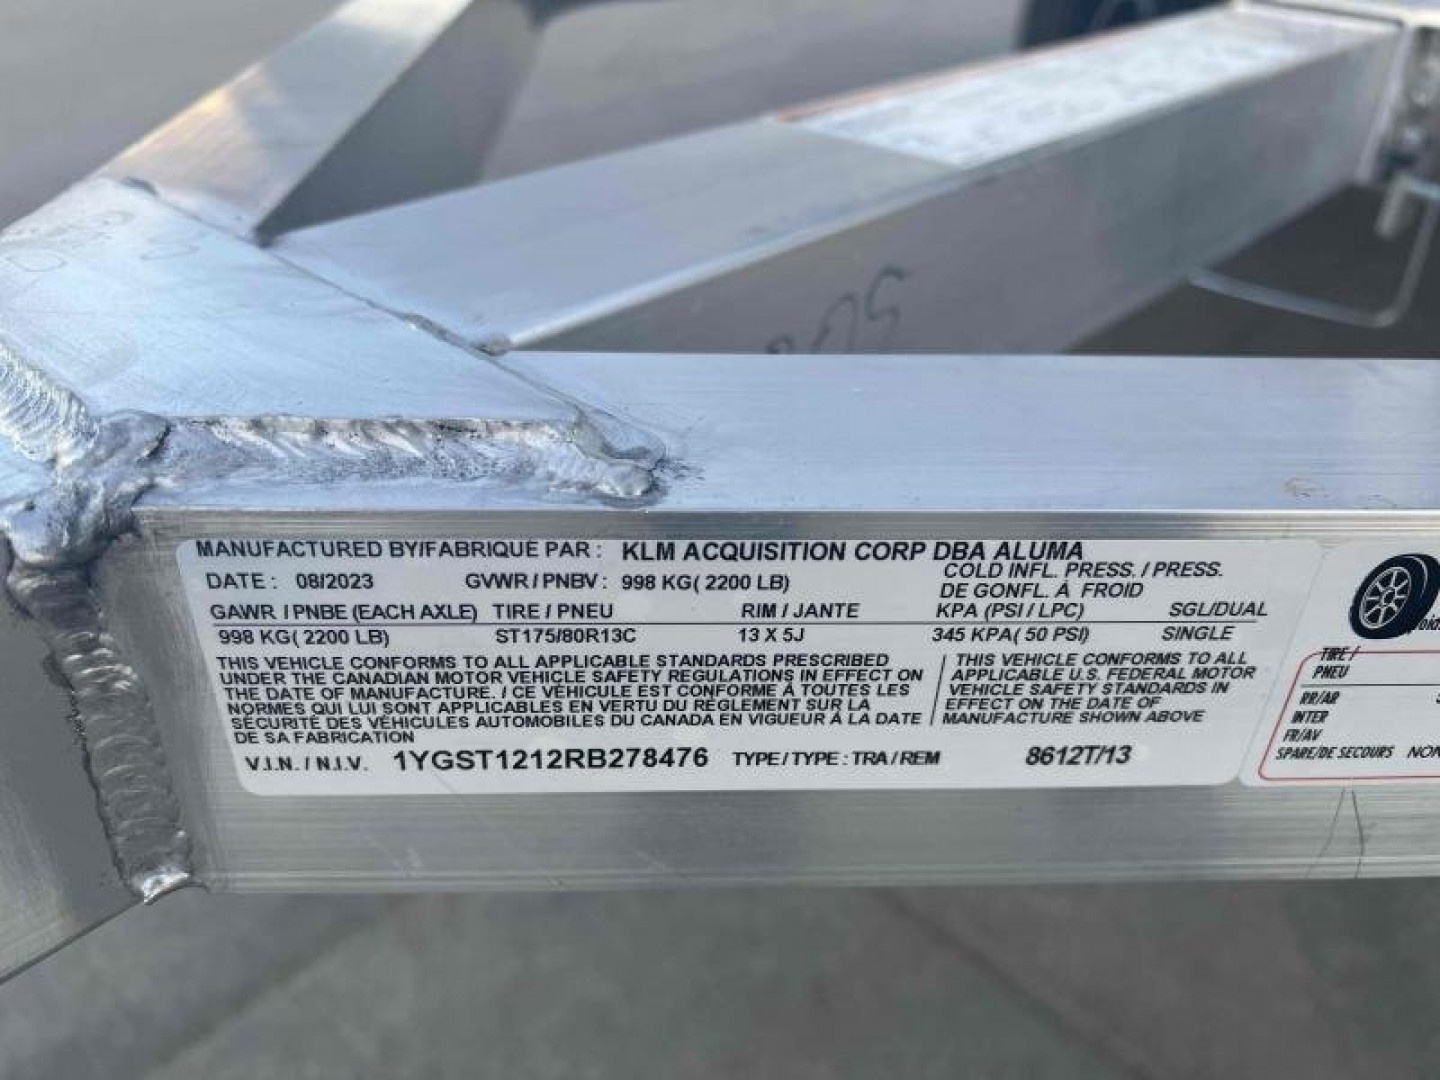 MANUFACTURED BY/FABRIQUE PAR : KLM ACQUISITION CORP DBA ALUMA
DATE : 08/2023 GVWR / PNBV : 998 KG( 2200 LB) COLD INFL. PRESS. / PRESS.
DE GONFL. À FROID
GAWR / PNBE (EACH AXLE) TIRE / PNEU RIM / JANTE KPA (PSI / LPC) SGL/DUAL
998 KG( 2200 LB) ST175/80R13C 13 X 5J 345 KPA( 50 PSI) SINGLE
THIS VEHICLE CONFORMS TO ALL APPLICABLE STANDARDS PRESCRIBED
UNDER THE CANADIAN MOTOR VEHICLE SAFETY REGULATIONS IN EFFECT ON
THE DATE OF MANUFACTURE. / CE VÉHICULE EST CONFORME À TOUTES LES
NORMES QUI LUI SONT APPLICABLES EN VERTU DU RÈGLEMENT SUR LA
SÉCURITÉ DES VÉHICULES AUTOMOBILES DU CANADA EN VIGUEUR À LA DATE
DE SA FABRICATION
/ THIS VEHICLE CONFORMS TO ALL
APPLICABLE U.S. FEDERAL MOTOR
VEHICLE SAFETY STANDARDS IN
EFFECT ON THE DATE OF
/ MANUFACTURE SHOWN ABOVE
V.I.N. / N.I.V. 1YGST1212RB278476 TYPE / TYPE : TRA / REM 8612T/13
TIRE /
PNEU
RR/AR
INTER
FR/AV
SPARE/DE SECOURS NON